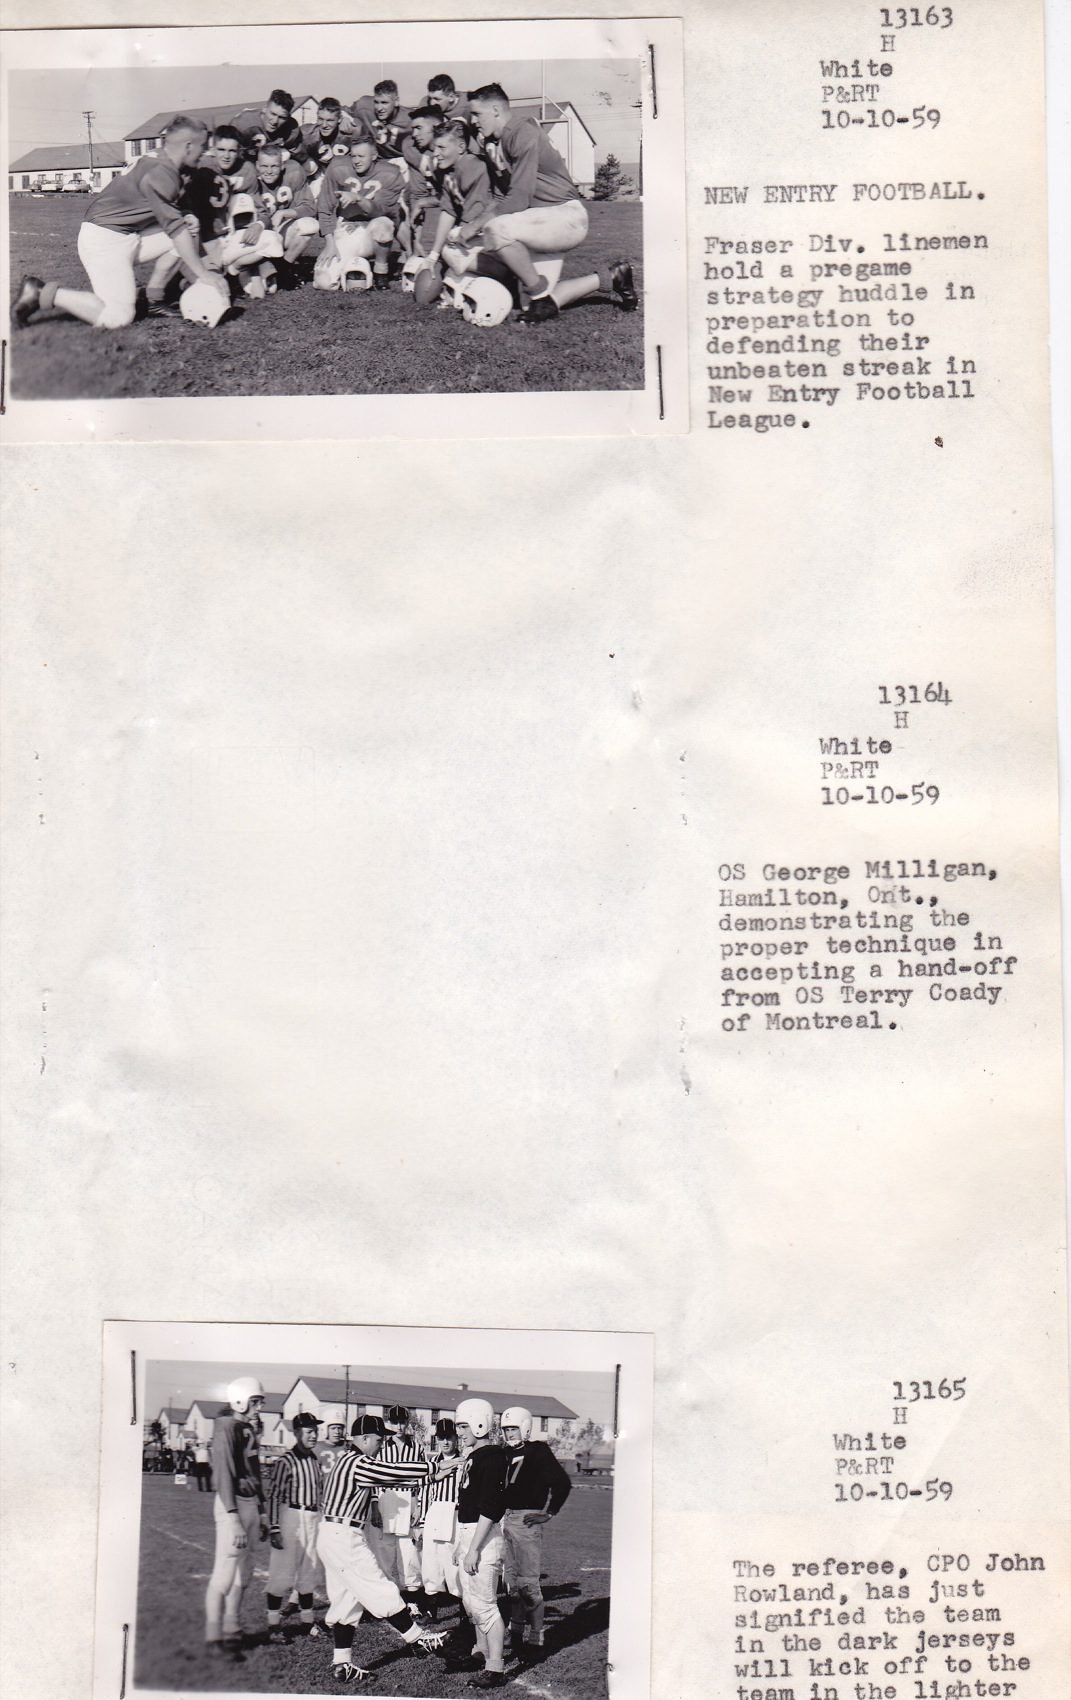 13163
H
White
P&RT
10-10-59
NEW ENTRY FOOTBALL.
Fraser Div. linemen
hold a pregame
strategy huddle in
preparation to
defending their
unbeaten streak in
New Entry Football
League.
37
39
32
13164
H
White
P&RT
10-10-59
OS George Milligan,
Hamilton, Ont.,
demonstrating the
proper technique in
accepting a hand-off
from OS Terry Coady
of Montreal.
13165
H
White
P&RT
10-10-59
The referee, CPO John
Rowland, has just
signified the team
in the dark jerseys
will kick off to the
team in the lighter
7